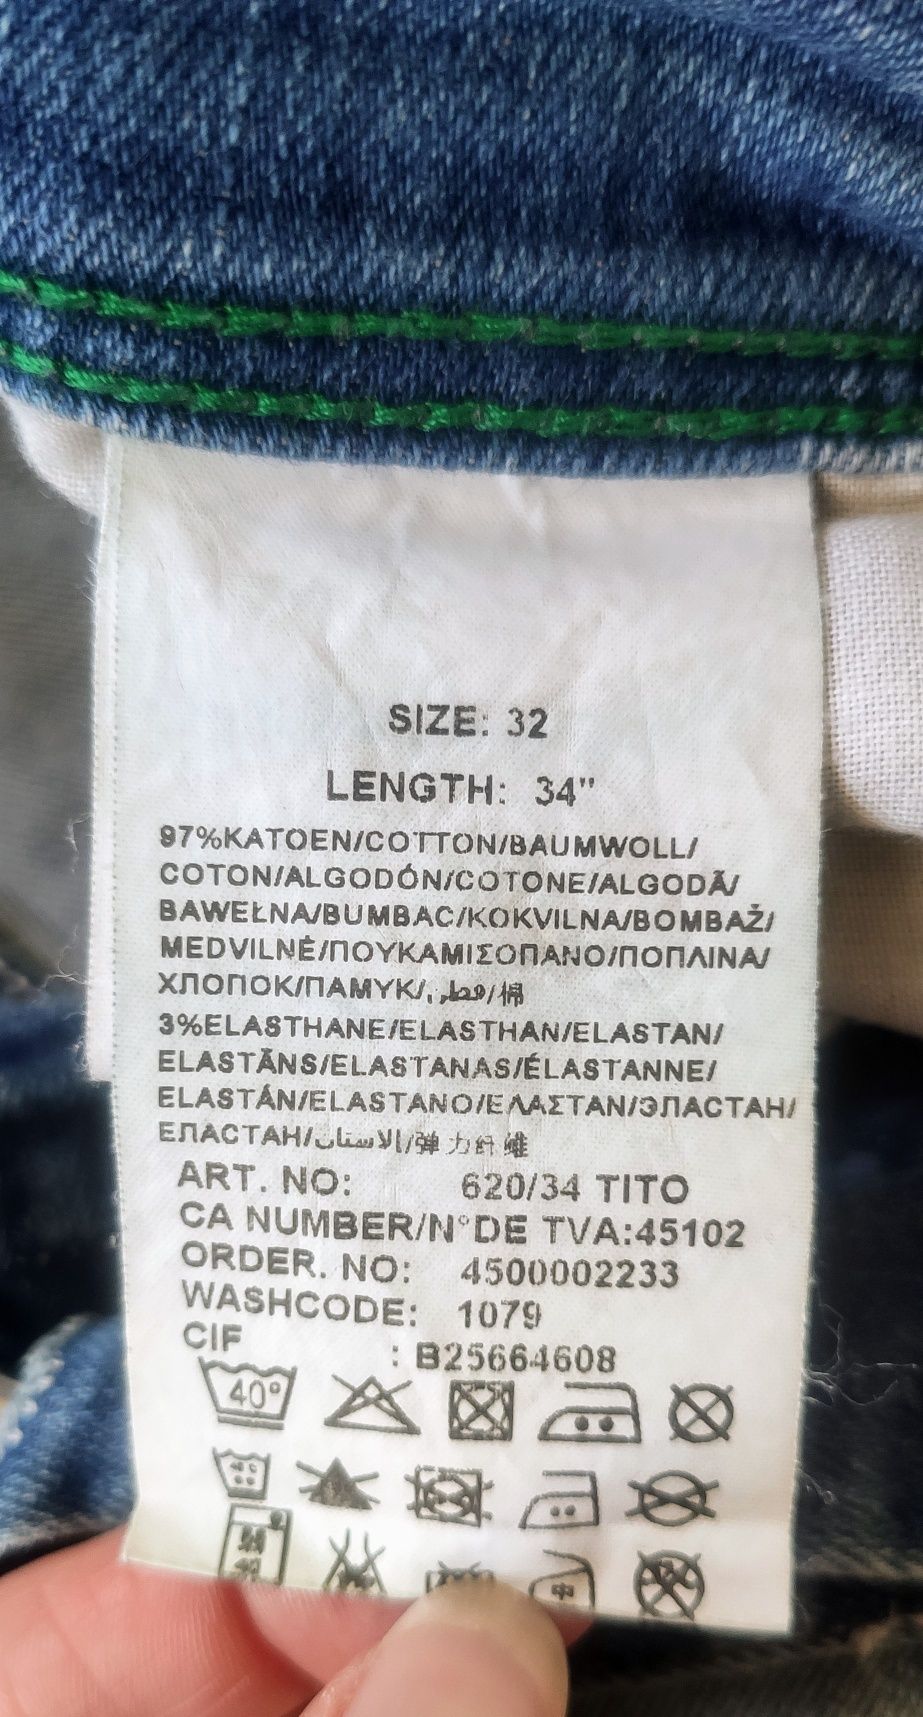 SIZE: 32
LENGTH: 34"
97%KATOEN/COTTON/BAUMWOLL/
COTON/ALGODÓN/COTONE/ALGODÃ/
BAWEŁNA/BUMBAC/KOKVILNA/BOMBAŽ/
MEDVILNĖ/ΠΟΥΚΑΜΙΣΟΠΑΝΟ/ΠΟΠΛΙΝΑ/
ХЛОПОК/ПАМУК/قطن/棉
3%ELASTHANE/ELASTHAN/ELASTAN/
ELASTĀNS/ELASTANAS/ÉLASTANNE/
ELASTÁN/ELASTANO/ΕΛΑΣΤΑΝ/ЭЛАСТАН/
ЕЛАСТАН/الاستان/弹力纤维
ART. NO: 620/34 TITO
CA NUMBER/N°DE TVA:45102
ORDER. NO: 4500002233
WASHCODE: 1079
CIF : B25664608
40°